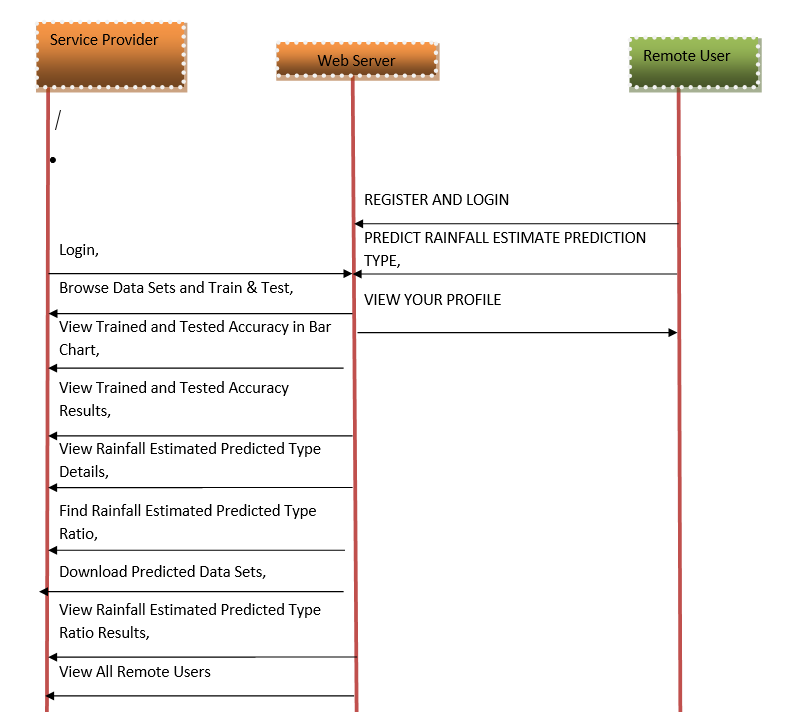 Service Provider
Web Server
Remote User
/
•
REGISTER AND LOGIN
PREDICT RAINFALL ESTIMATE PREDICTION
TYPE,
VIEW YOUR PROFILE
Login,
Browse Data Sets and Train & Test,
View Trained and Tested Accuracy in Bar
Chart,
View Trained and Tested Accuracy
Results,
View Rainfall Estimated Predicted Type
Details,
Find Rainfall Estimated Predicted Type
Ratio,
Download Predicted Data Sets,
View Rainfall Estimated Predicted Type
Ratio Results,
View All Remote Users